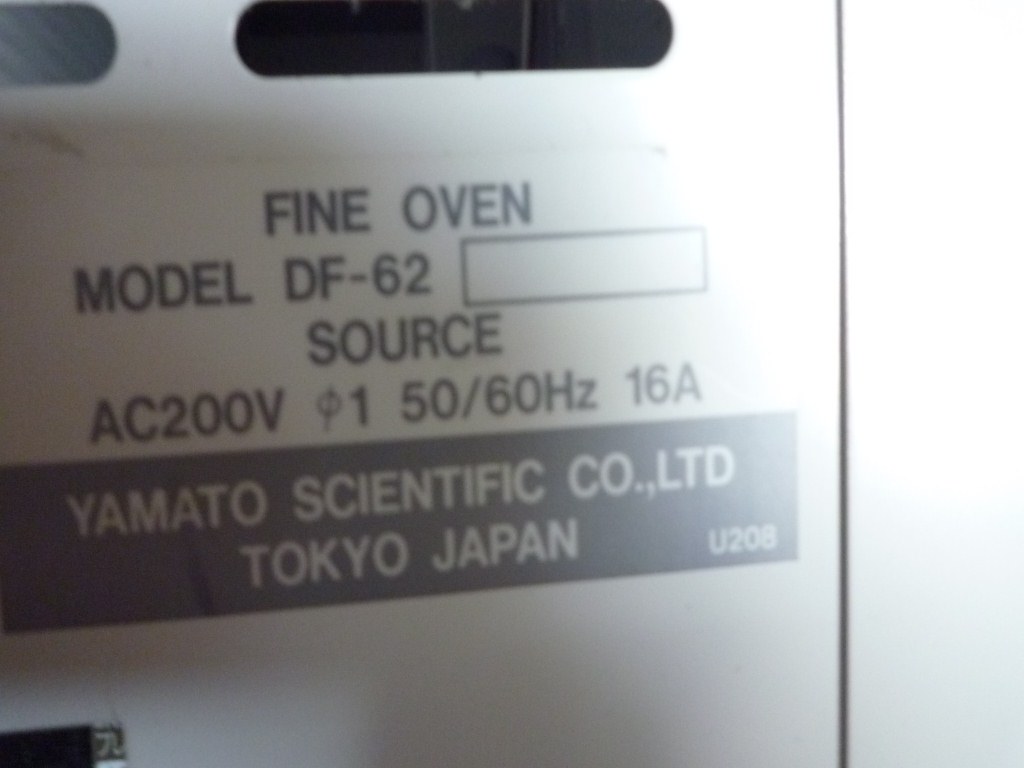 FINE OVEN
MODEL DF-62
SOURCE
AC200V φ1 50/60Hz 16A
YAMATO SCIENTIFIC CO.,LTD
TOKYO JAPAN U208